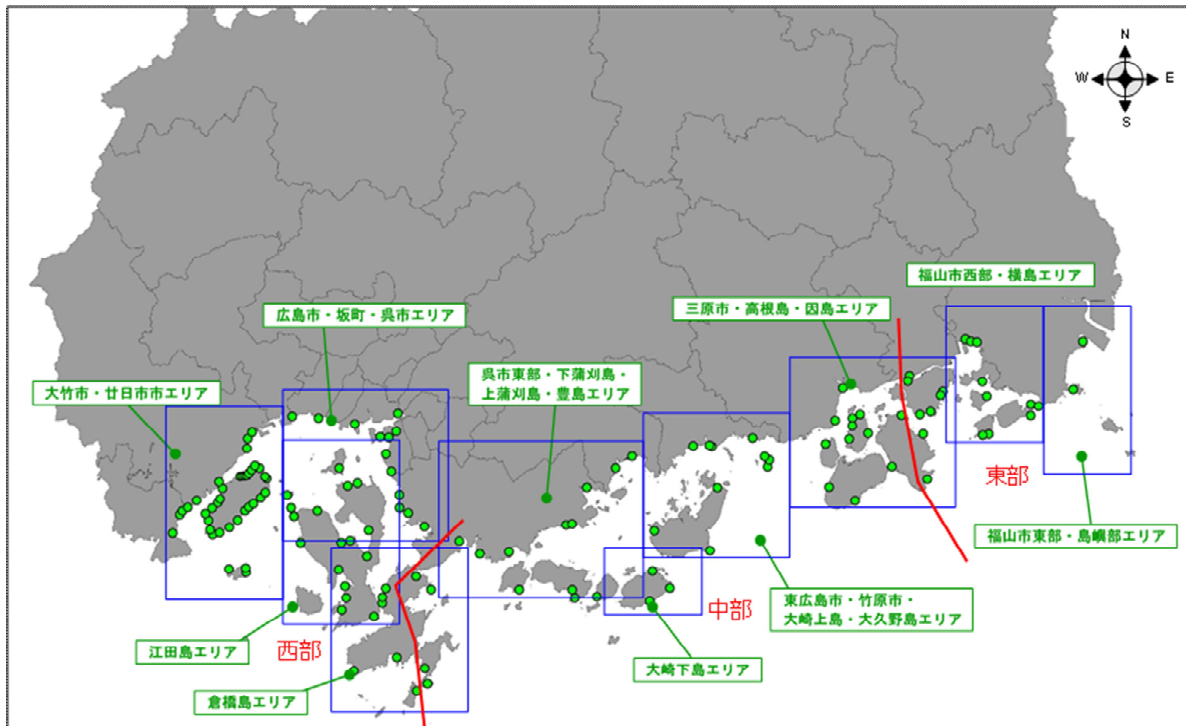 N
W
E
S
福山市西部・横島エリア
三原市・高根島・因島エリア
広島市・坂町・呉市エリア
呉市東部・下蒲刈島・
上蒲刈島・豊島エリア
大竹市・廿日市市エリア
東部
福山市東部・島嶼部エリア
中部
東広島市・竹原市・
大崎上島・大久野島エリア
西部
江田島エリア
大崎下島エリア
倉橋島エリア